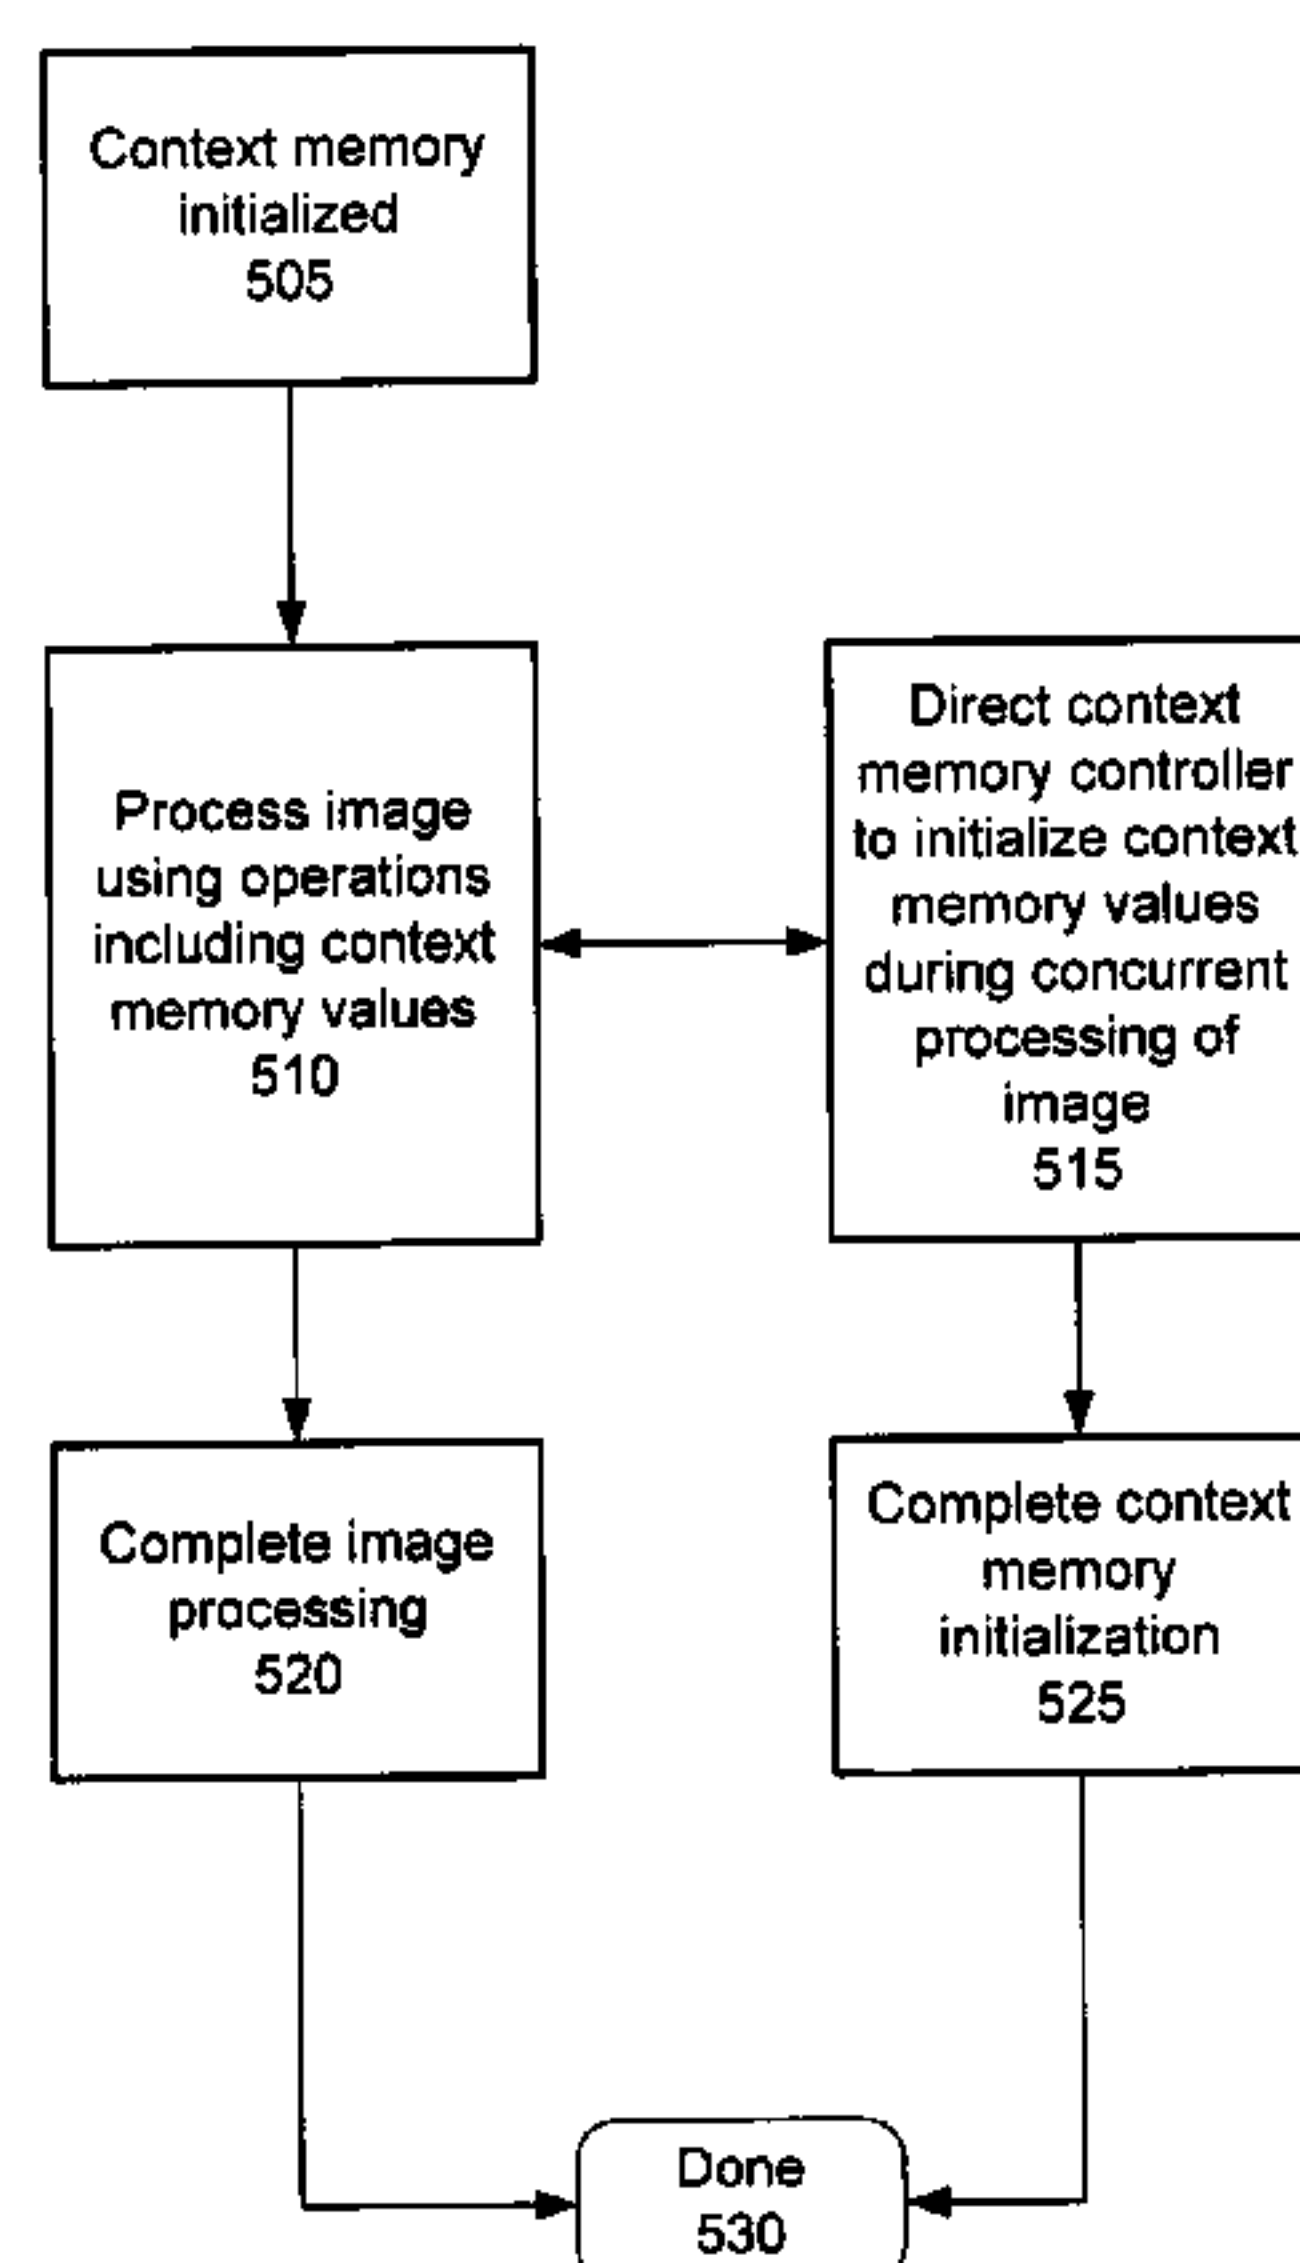 Context memory
initialized
505
Process image
using operations
including context
memory values
510
Direct context
memory controller
to initialize context
memory values
during concurrent
processing of
image
515
Complete image
processing
520
Complete context
memory
initialization
525
Done
530